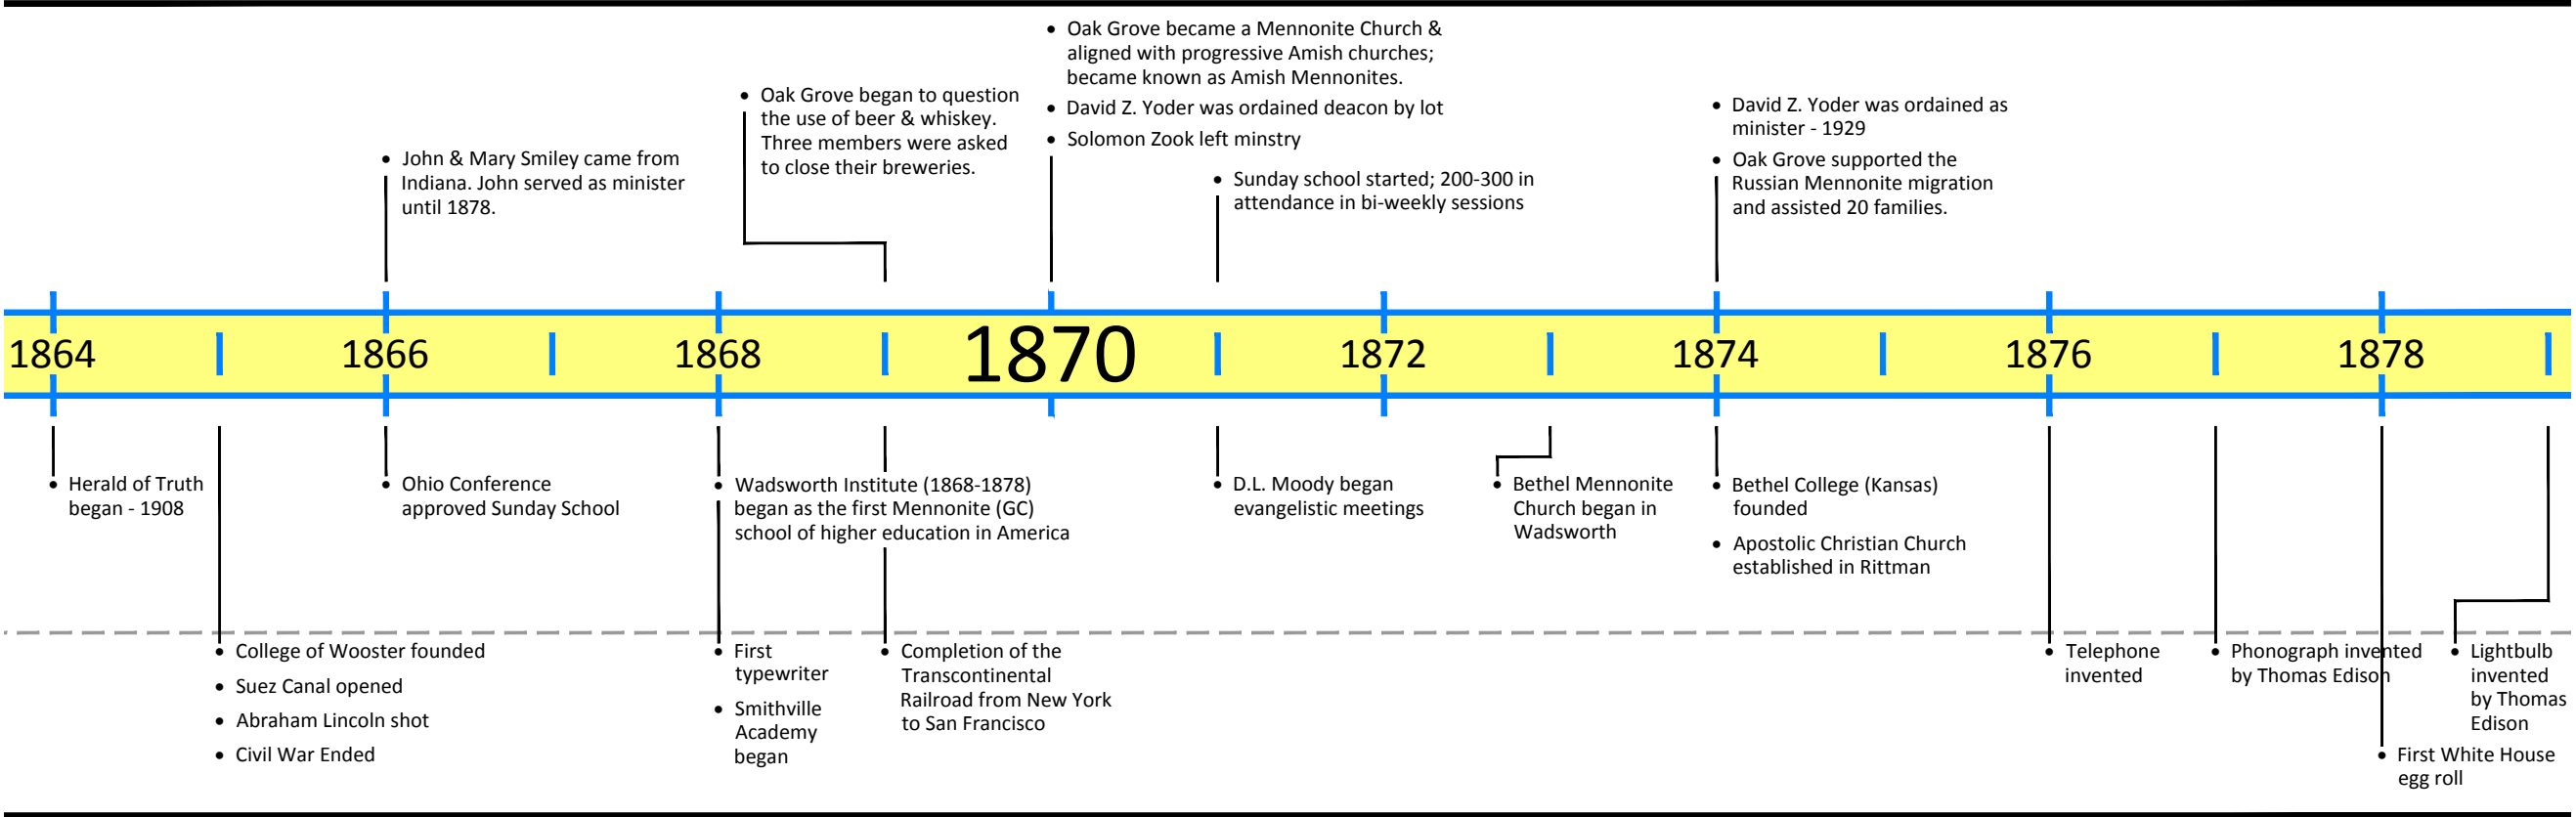 Oak Grove became a Mennonite Church &
aligned with progressive Amish churches;
became known as Amish Mennonites.
David Z. Yoder was ordained deacon by lot
Solomon Zook left minstry
Oak Grove began to question
the use of beer & whiskey.
Three members were asked
to close their breweries.
John & Mary Smiley came from
Indiana. John served as minister
until 1878.
Sunday school started; 200-300 in
attendance in bi-weekly sessions
David Z. Yoder was ordained as
minister - 1929
Oak Grove supported the
Russian Mennonite migration
and assisted 20 families.
1864
1866
1868
1870
1872
1874
1876
1878
Herald of Truth
began - 1908
Ohio Conference
approved Sunday School
Wadsworth Institute (1868-1878)
began as the first Mennonite (GC)
school of higher education in America
D.L. Moody began
evangelistic meetings
Bethel Mennonite
Church began in
Wadsworth
Bethel College (Kansas)
founded
Apostolic Christian Church
established in Rittman
College of Wooster founded
Suez Canal opened
Abraham Lincoln shot
Civil War Ended
First
typewriter
Smithville
Academy
began
Completion of the
Transcontinental
Railroad from New York
to San Francisco
Telephone
invented
Phonograph invented
by Thomas Edison
Lightbulb
invented
by Thomas
Edison
First White House
egg roll